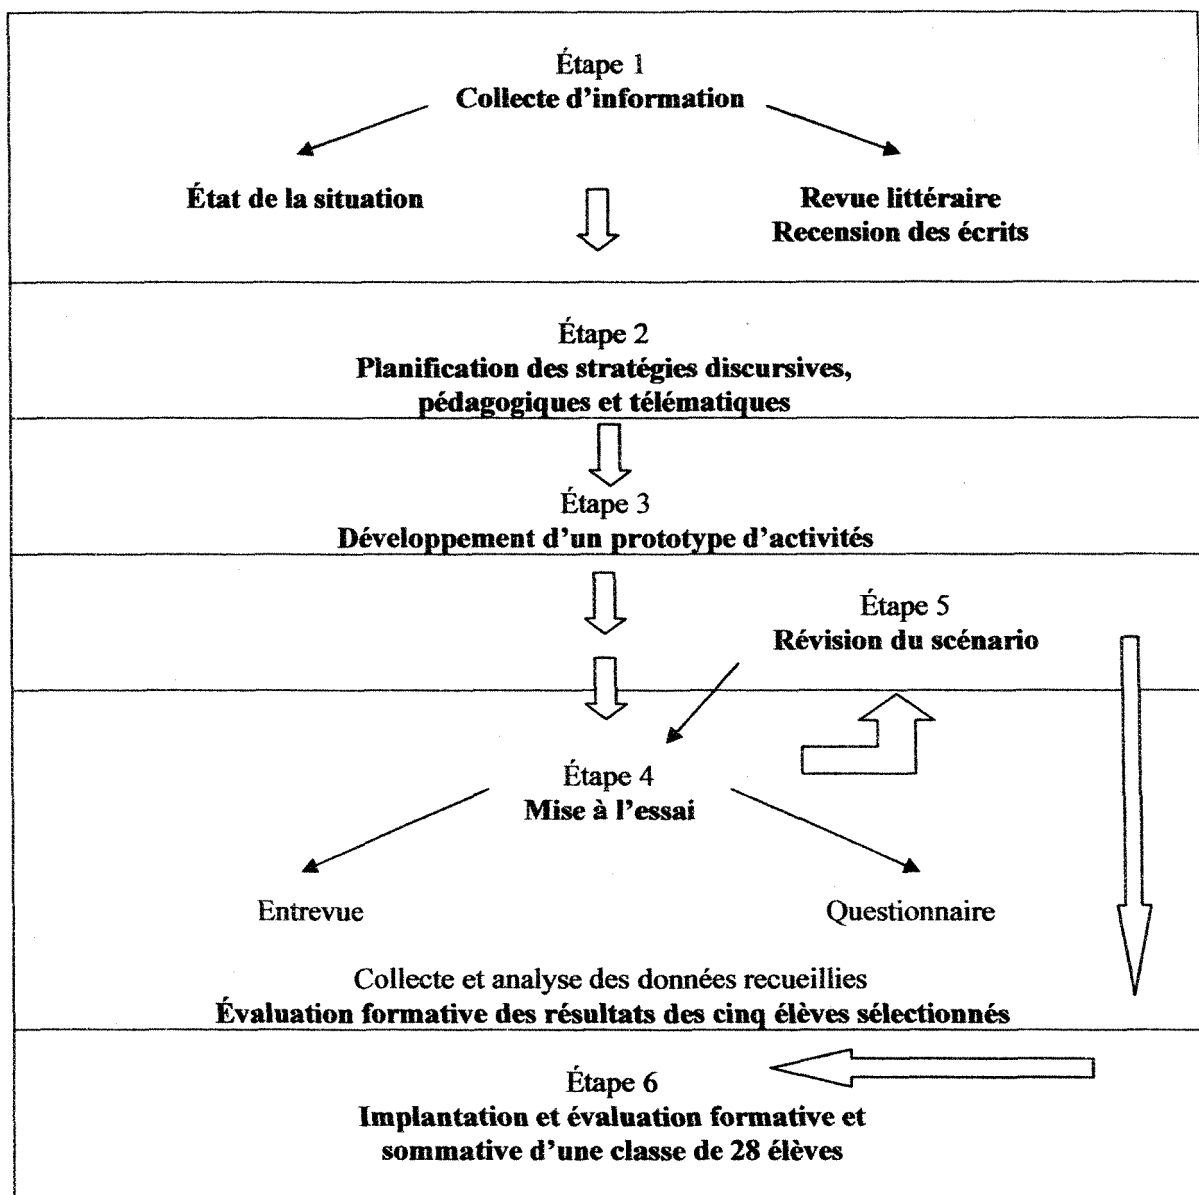 Étape 1
Collecte d'information
État de la situation
Revue littéraire
Recension des écrits
Étape 2
Planification des stratégies discursives,
pédagogiques et télématiques
Étape 3
Développement d'un prototype d'activités
Étape 5
Révision du scénario
Étape 4
Mise à l'essai
Entrevue
Questionnaire
Collecte et analyse des données recueillies
Évaluation formative des résultats des cinq élèves sélectionnés
Étape 6
Implantation et évaluation formative et
sommative d'une classe de 28 élèves